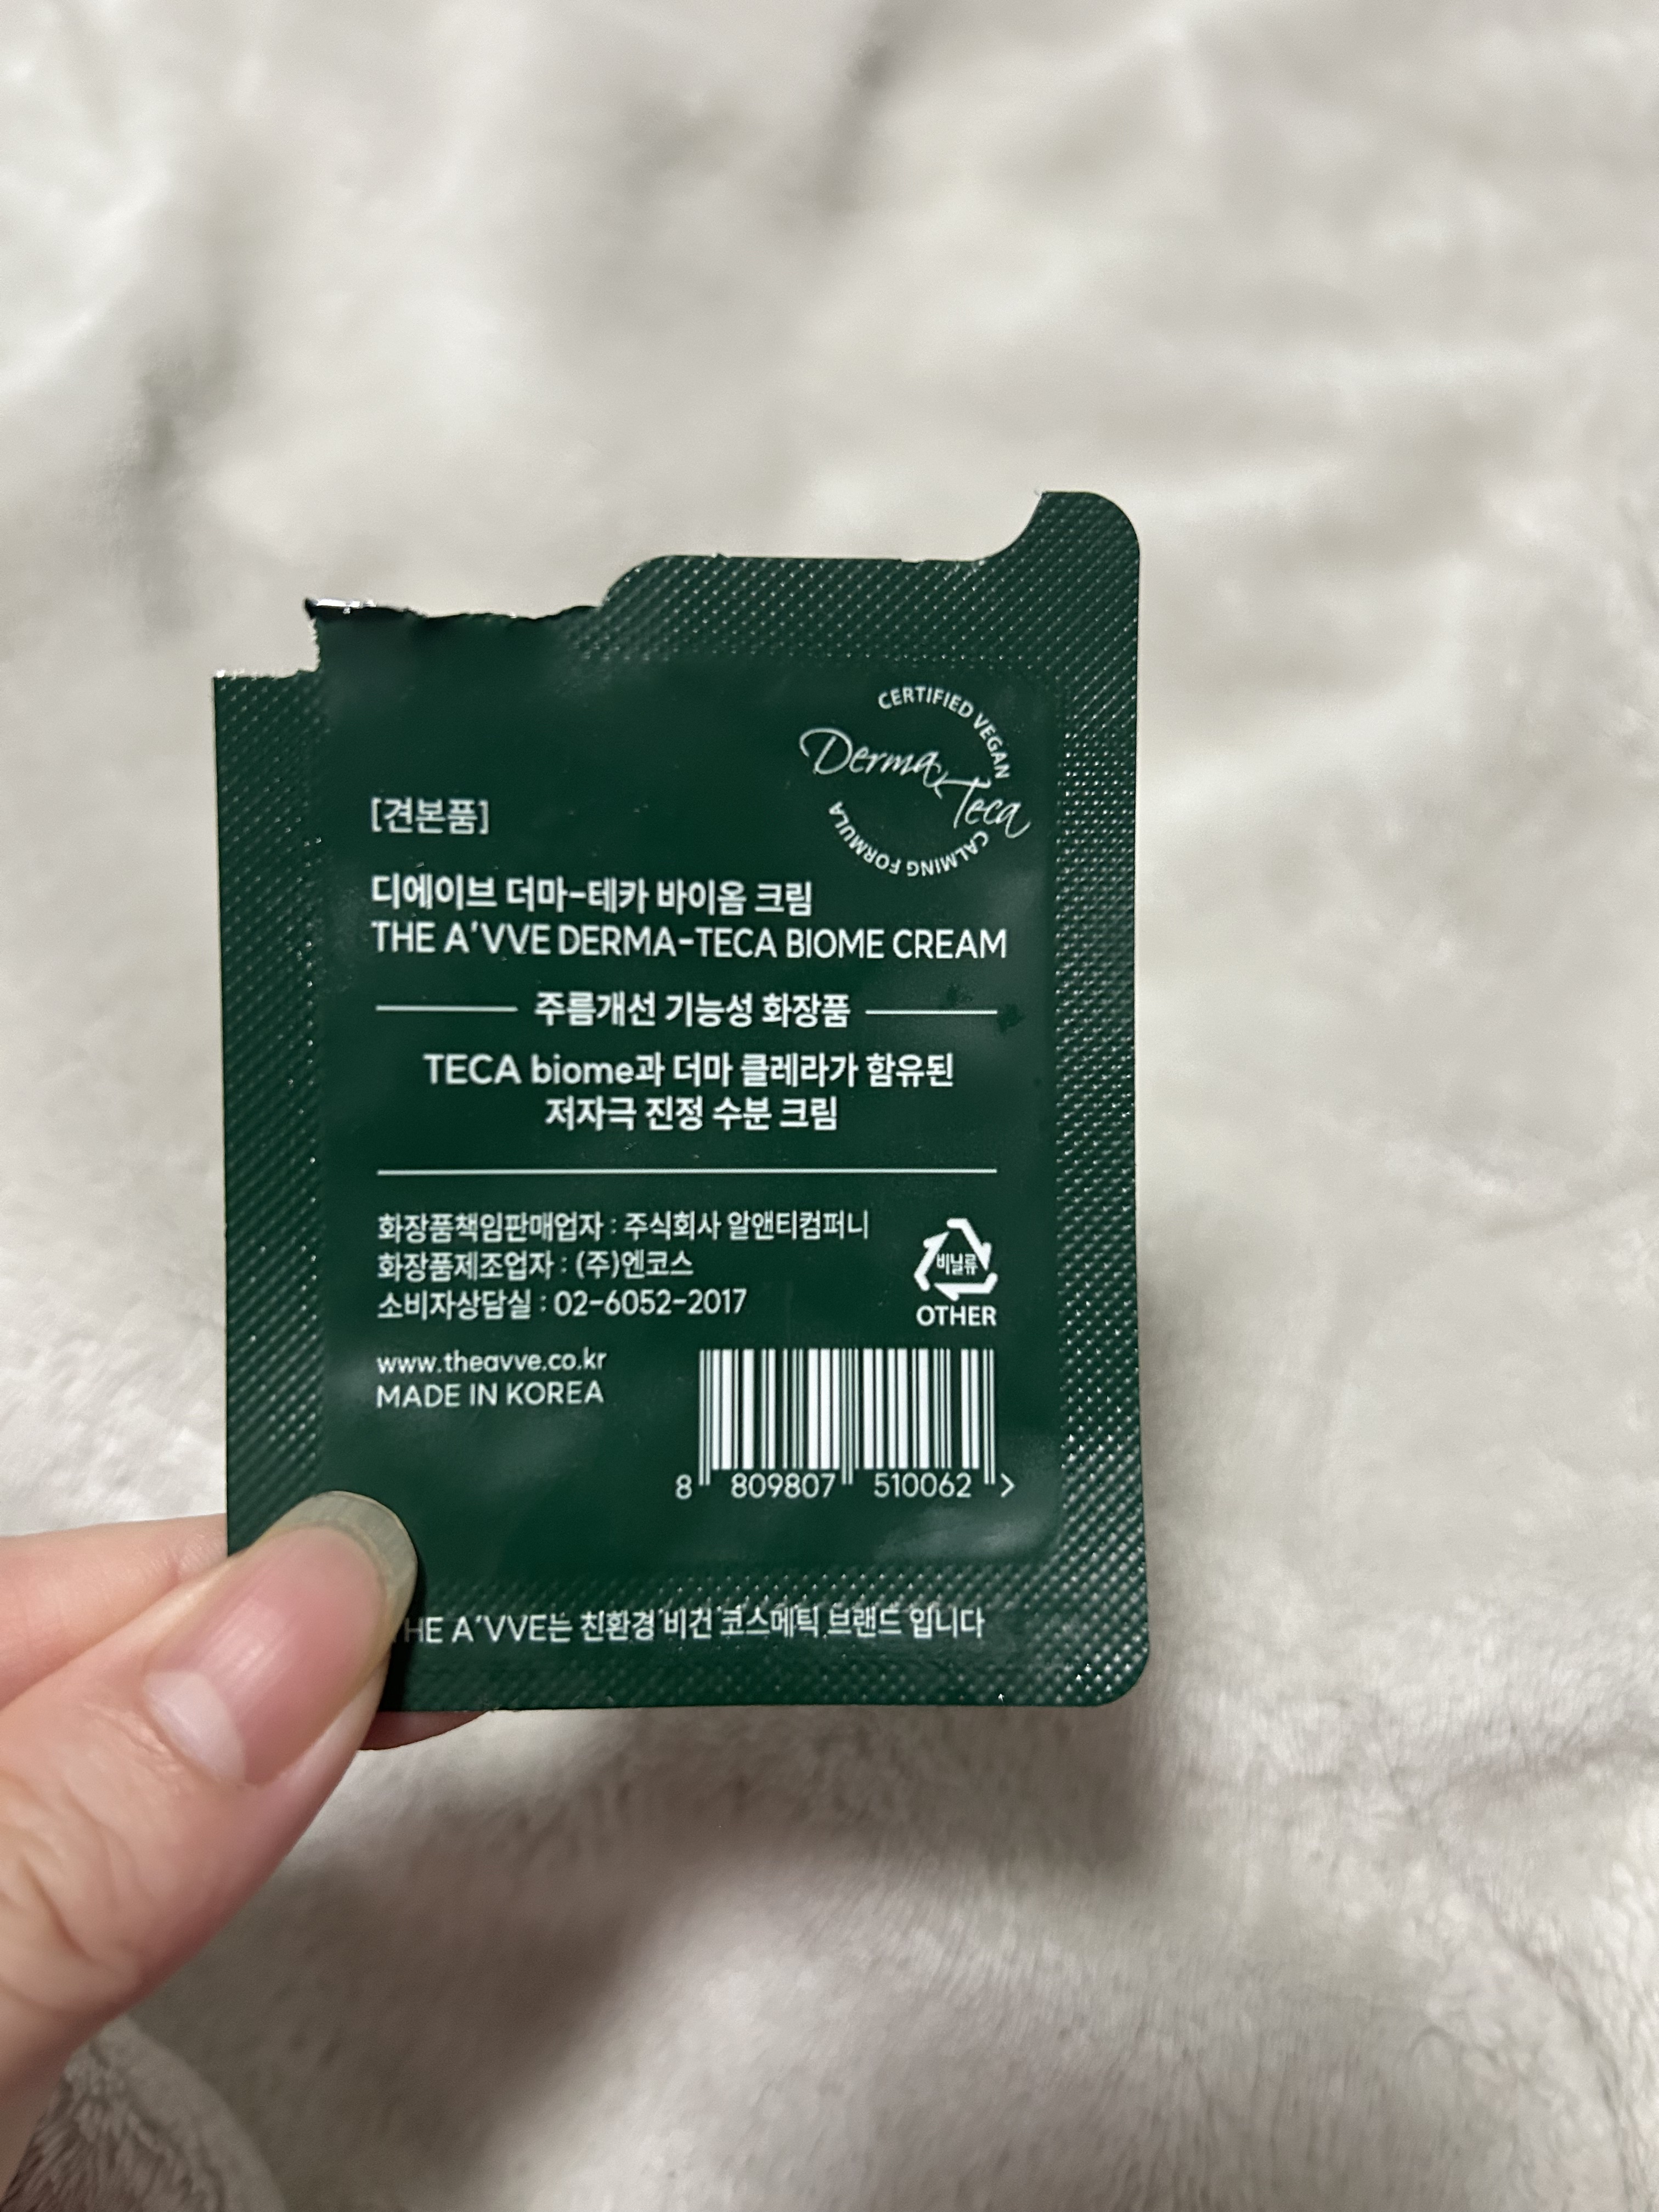 CERTIFIED VEGAN
Derma Teca
CALMING FORMULA
[견본품]
디에이브 더마-테카 바이옴 크림
THE A'VVE DERMA-TECA BIOME CREAM
주름개선 기능성 화장품
TECA biome과 더마 클레라가 함유된
저자극 진정 수분 크림
화장품책임판매업자 : 주식회사 알앤티컴퍼니
화장품제조업자 : (주)엔코스
소비자상담실 : 02-6052-2017
비닐류
OTHER
www.theavve.co.kr
MADE IN KOREA
8 809807 510062 >
HE A'VVE는 친환경 비건 코스메틱 브랜드 입니다